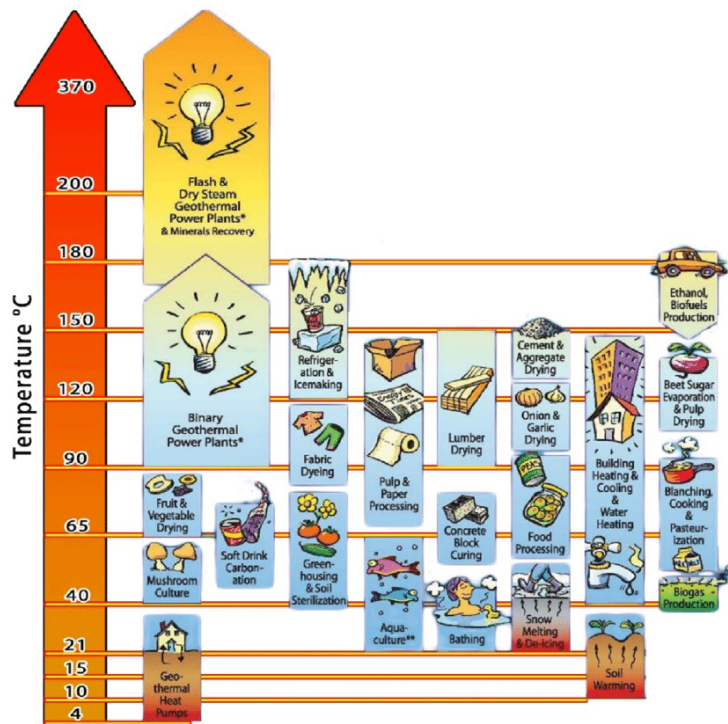 370
200
180
150
120
90
65
40
21
15
10
4
Temperature ºC
Flash &
Dry Steam
Geothermal
Power Plants*
& Minerals Recovery
Binary
Geothermal
Power Plants*
Fruit &
Vegetable
Drying
Mushroom
Culture
Geo-
thermal
Heat
Pumps
Soft Drink
Carbon-
ation
Refriger-
ation &
Icemaking
Fabric
Dyeing
Green-
housing
& Soil
Sterilization
Pulp &
Paper
Processing
Aqua-
culture**
Lumber
Drying
Concrete
Block
Curing
Bathing
Cement &
Aggregate
Drying
Onion &
Garlic
Drying
PEAS
Food
Processing
Snow
Melting
& De-Icing
Building
Heating &
Cooling
&
Water
Heating
Soil
Warming
Ethanol,
Biofuels
Production
Beet Sugar
Evaporation
& Pulp
Drying
Blanching,
Cooking
&
Pasteur-
ization
Biogas
Production